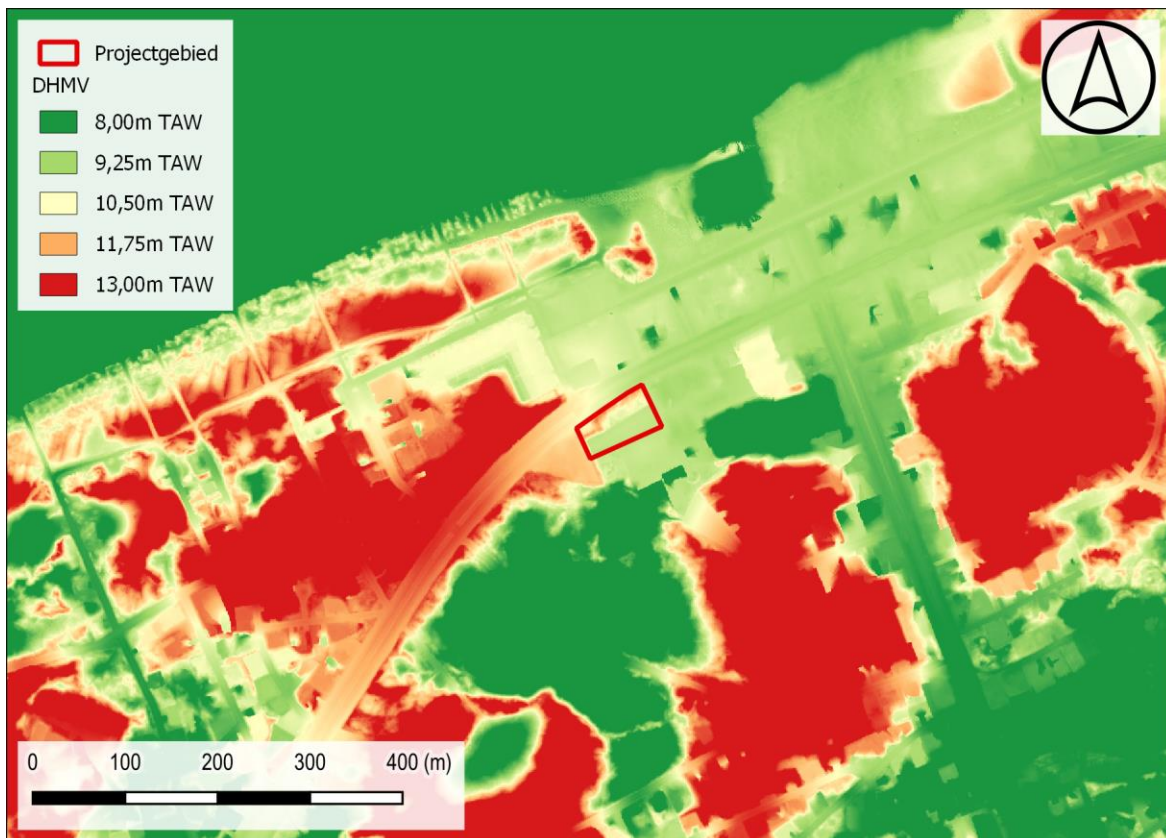 Projectgebied
DHMV
8,00m TAW
9,25m TAW
10,50m TAW
11,75m TAW
13,00m TAW
0 100 200 300 400 (m)